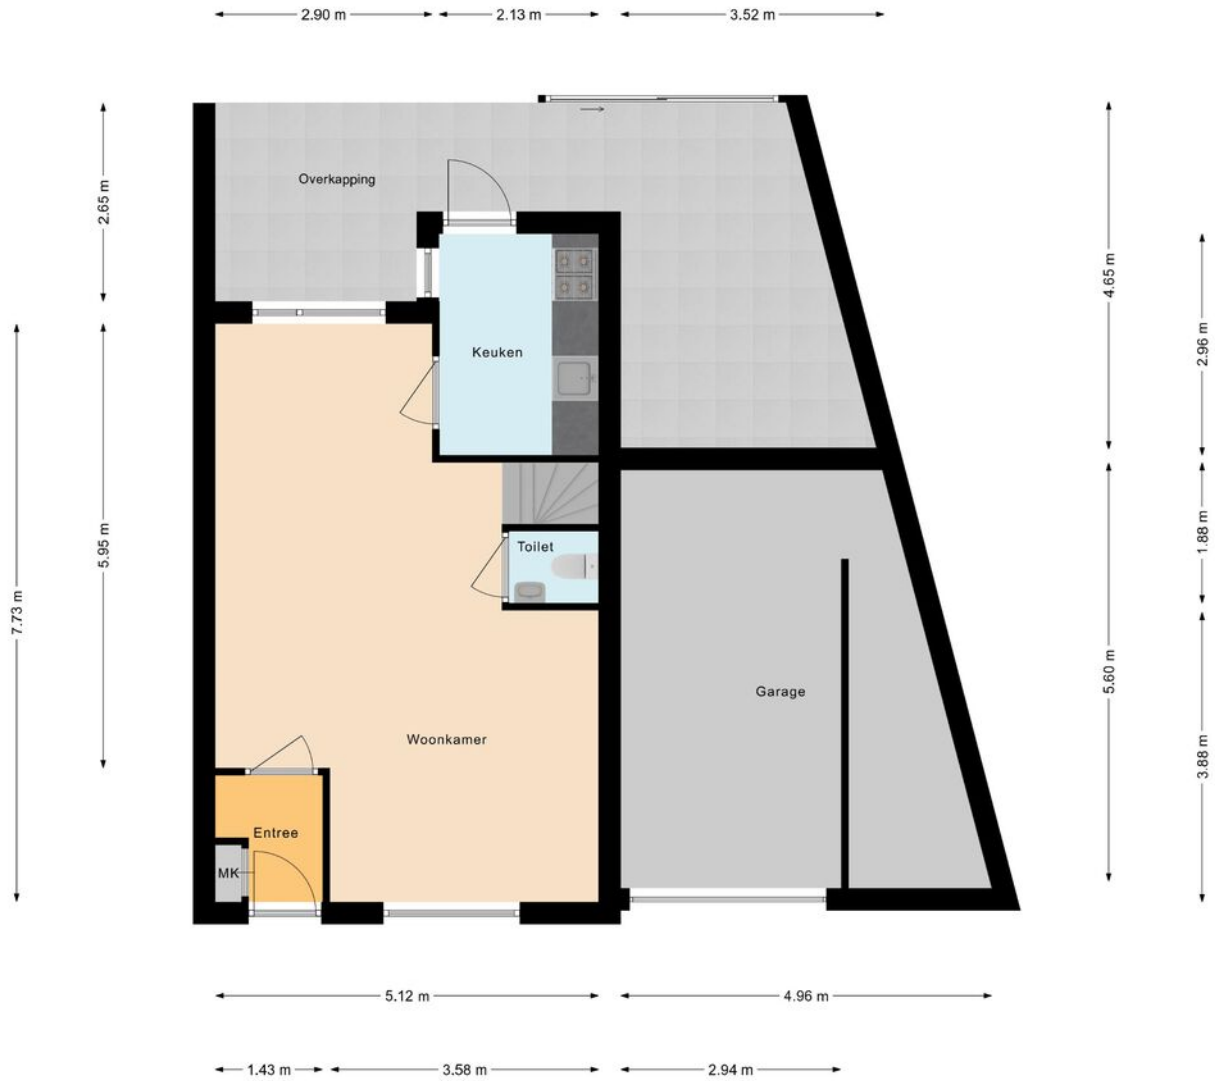 2.90 m
2.13 m
3.52 m
Overkapping
2.65 m
4.65 m
2.96 m
Keuken
Toilet
1.88 m
5.95 m
7.73 m
5.60 m
Garage
Woonkamer
3.88 m
Entree
MK
5.12 m
4.96 m
1.43 m
3.58 m
2.94 m